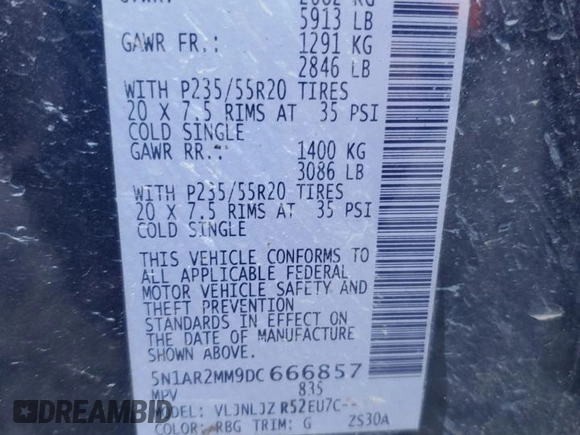 5913 LB
GAWR FR.: 1291 KG
2846 LB
WITH P235/55R20 TIRES
20 X 7.5 RIMS AT 35 PSI
COLD SINGLE
GAWR RR.: 1400 KG
3086 LB
WITH P235/55R20 TIRES
20 X 7.5 RIMS AT 35 PSI
COLD SINGLE
THIS VEHICLE CONFORMS TO
ALL APPLICABLE FEDERAL
MOTOR VEHICLE SAFETY AND
THEFT PREVENTION
STANDARDS IN EFFECT ON
THE DATE OF MANUFACTURE
SHOWN ABOVE.
5N1AR2MM9DC666857
MPV 835
MODEL: VLJNLJZ R52EU7C--
COLOR: RBG TRIM: G ZS30A
EPICVIN